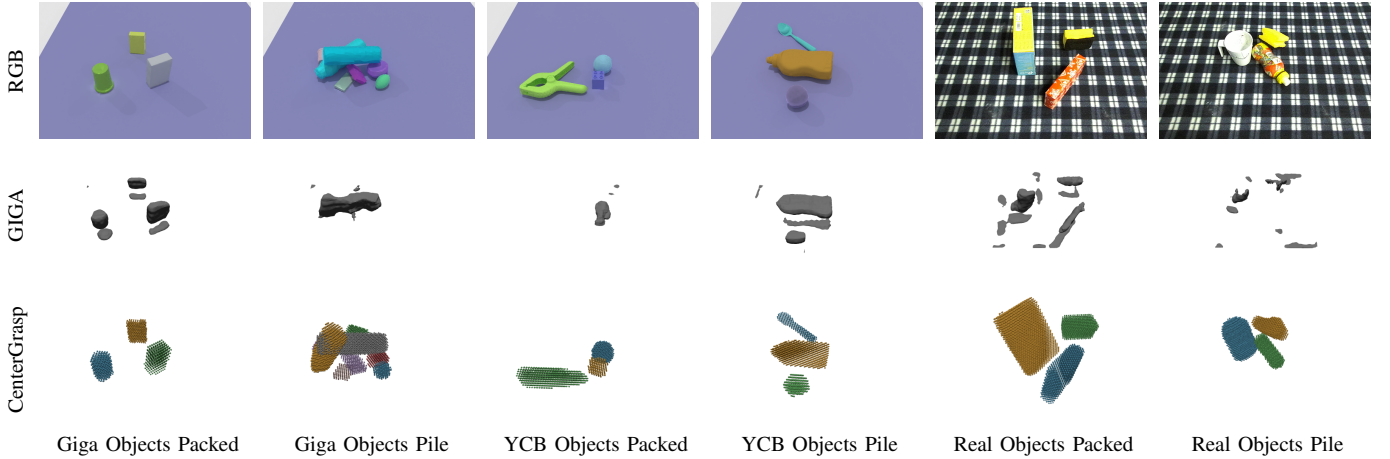 RGB
GIGA
CenterGrasp
Giga Objects Packed
Giga Objects Pile
YCB Objects Packed
YCB Objects Pile
Real Objects Packed
Real Objects Pile